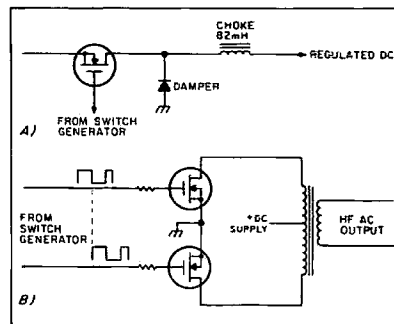 CHOKE
82mH
REGULATED DC
DAMPER
FROM SWITCH
GENERATOR
A)
FROM
SWITCH
GENERATOR
+DC
SUPPLY
HF AC
OUTPUT
B)